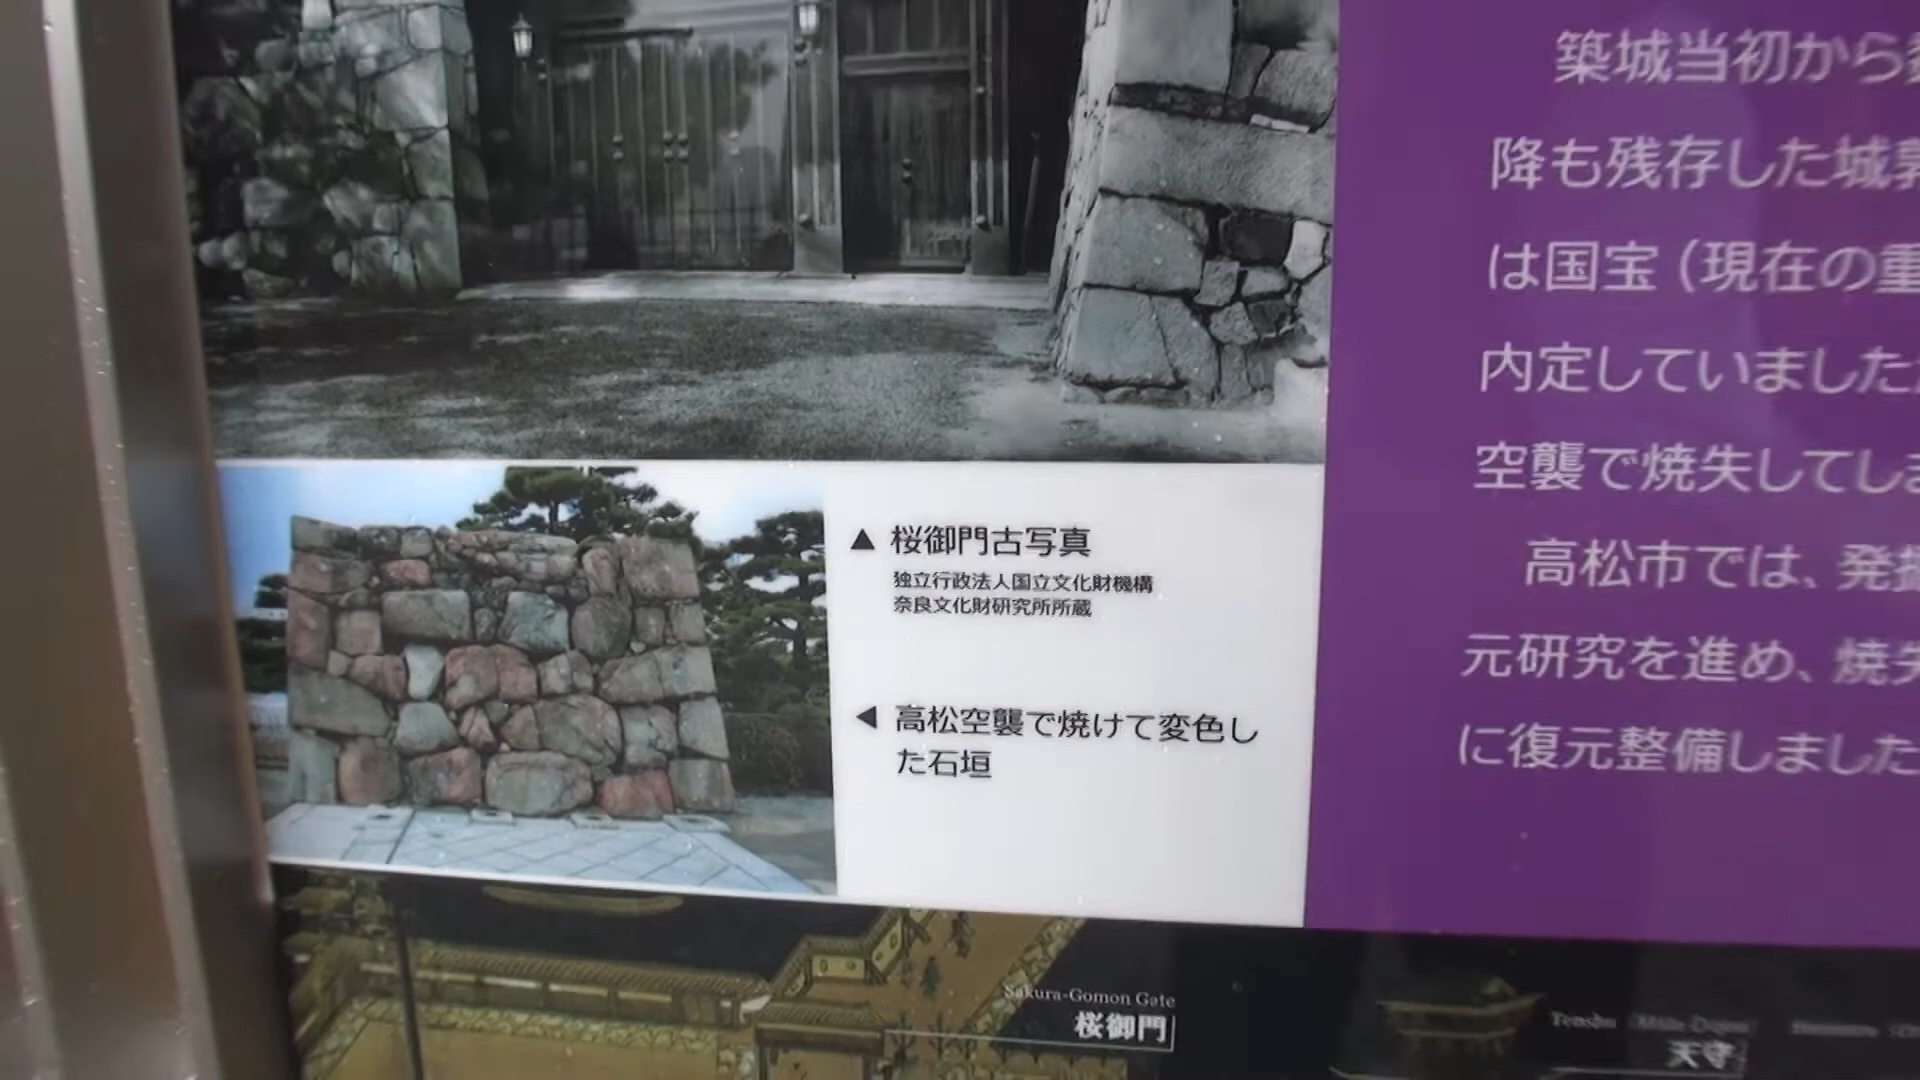 築城当初から
降も残存した城郭
は国宝（現在の重
内定していました
空襲で焼失してしま
高松市では、発掘
元研究を進め、焼失
に復元整備しました
▲ 桜御門古写真
独立行政法人国立文化財機構
奈良文化財研究所所蔵
◀ 高松空襲で焼けて変色し
た石垣
Sakura-Gomon Gate
桜御門
天守